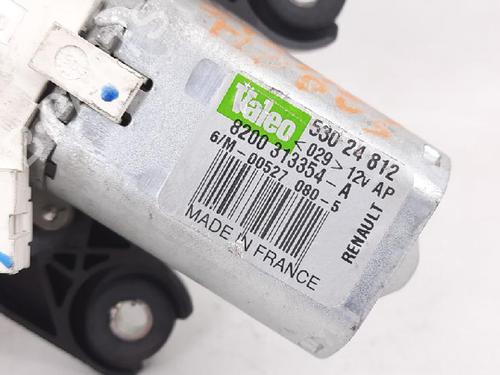 Valeo
530 24 812
<029> 12V AP
8200 313354-A
6/M-00527 080-5
RENAULT
MADE IN FRANCE